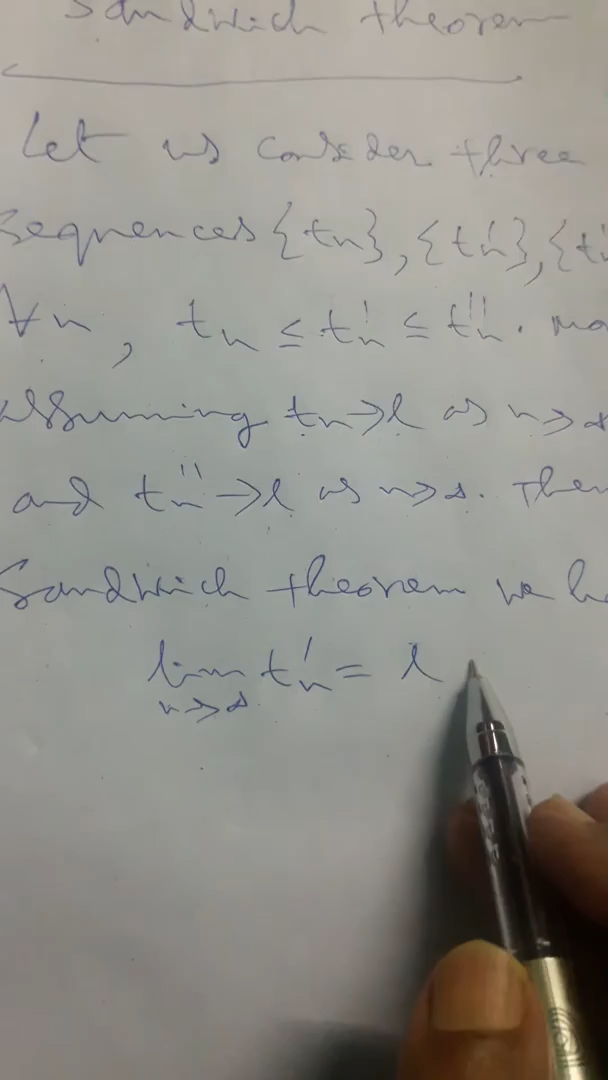 Sandwich theorem
Let us consider three
sequences {tn}, {tn'}, {t
∀n, tn ≤ tn' ≤ tn''.
assuming tn → l as n → ∞
and tn'' → l as n → ∞. Then
Sandwich theorem we ha
lim tn' = l
n → ∞